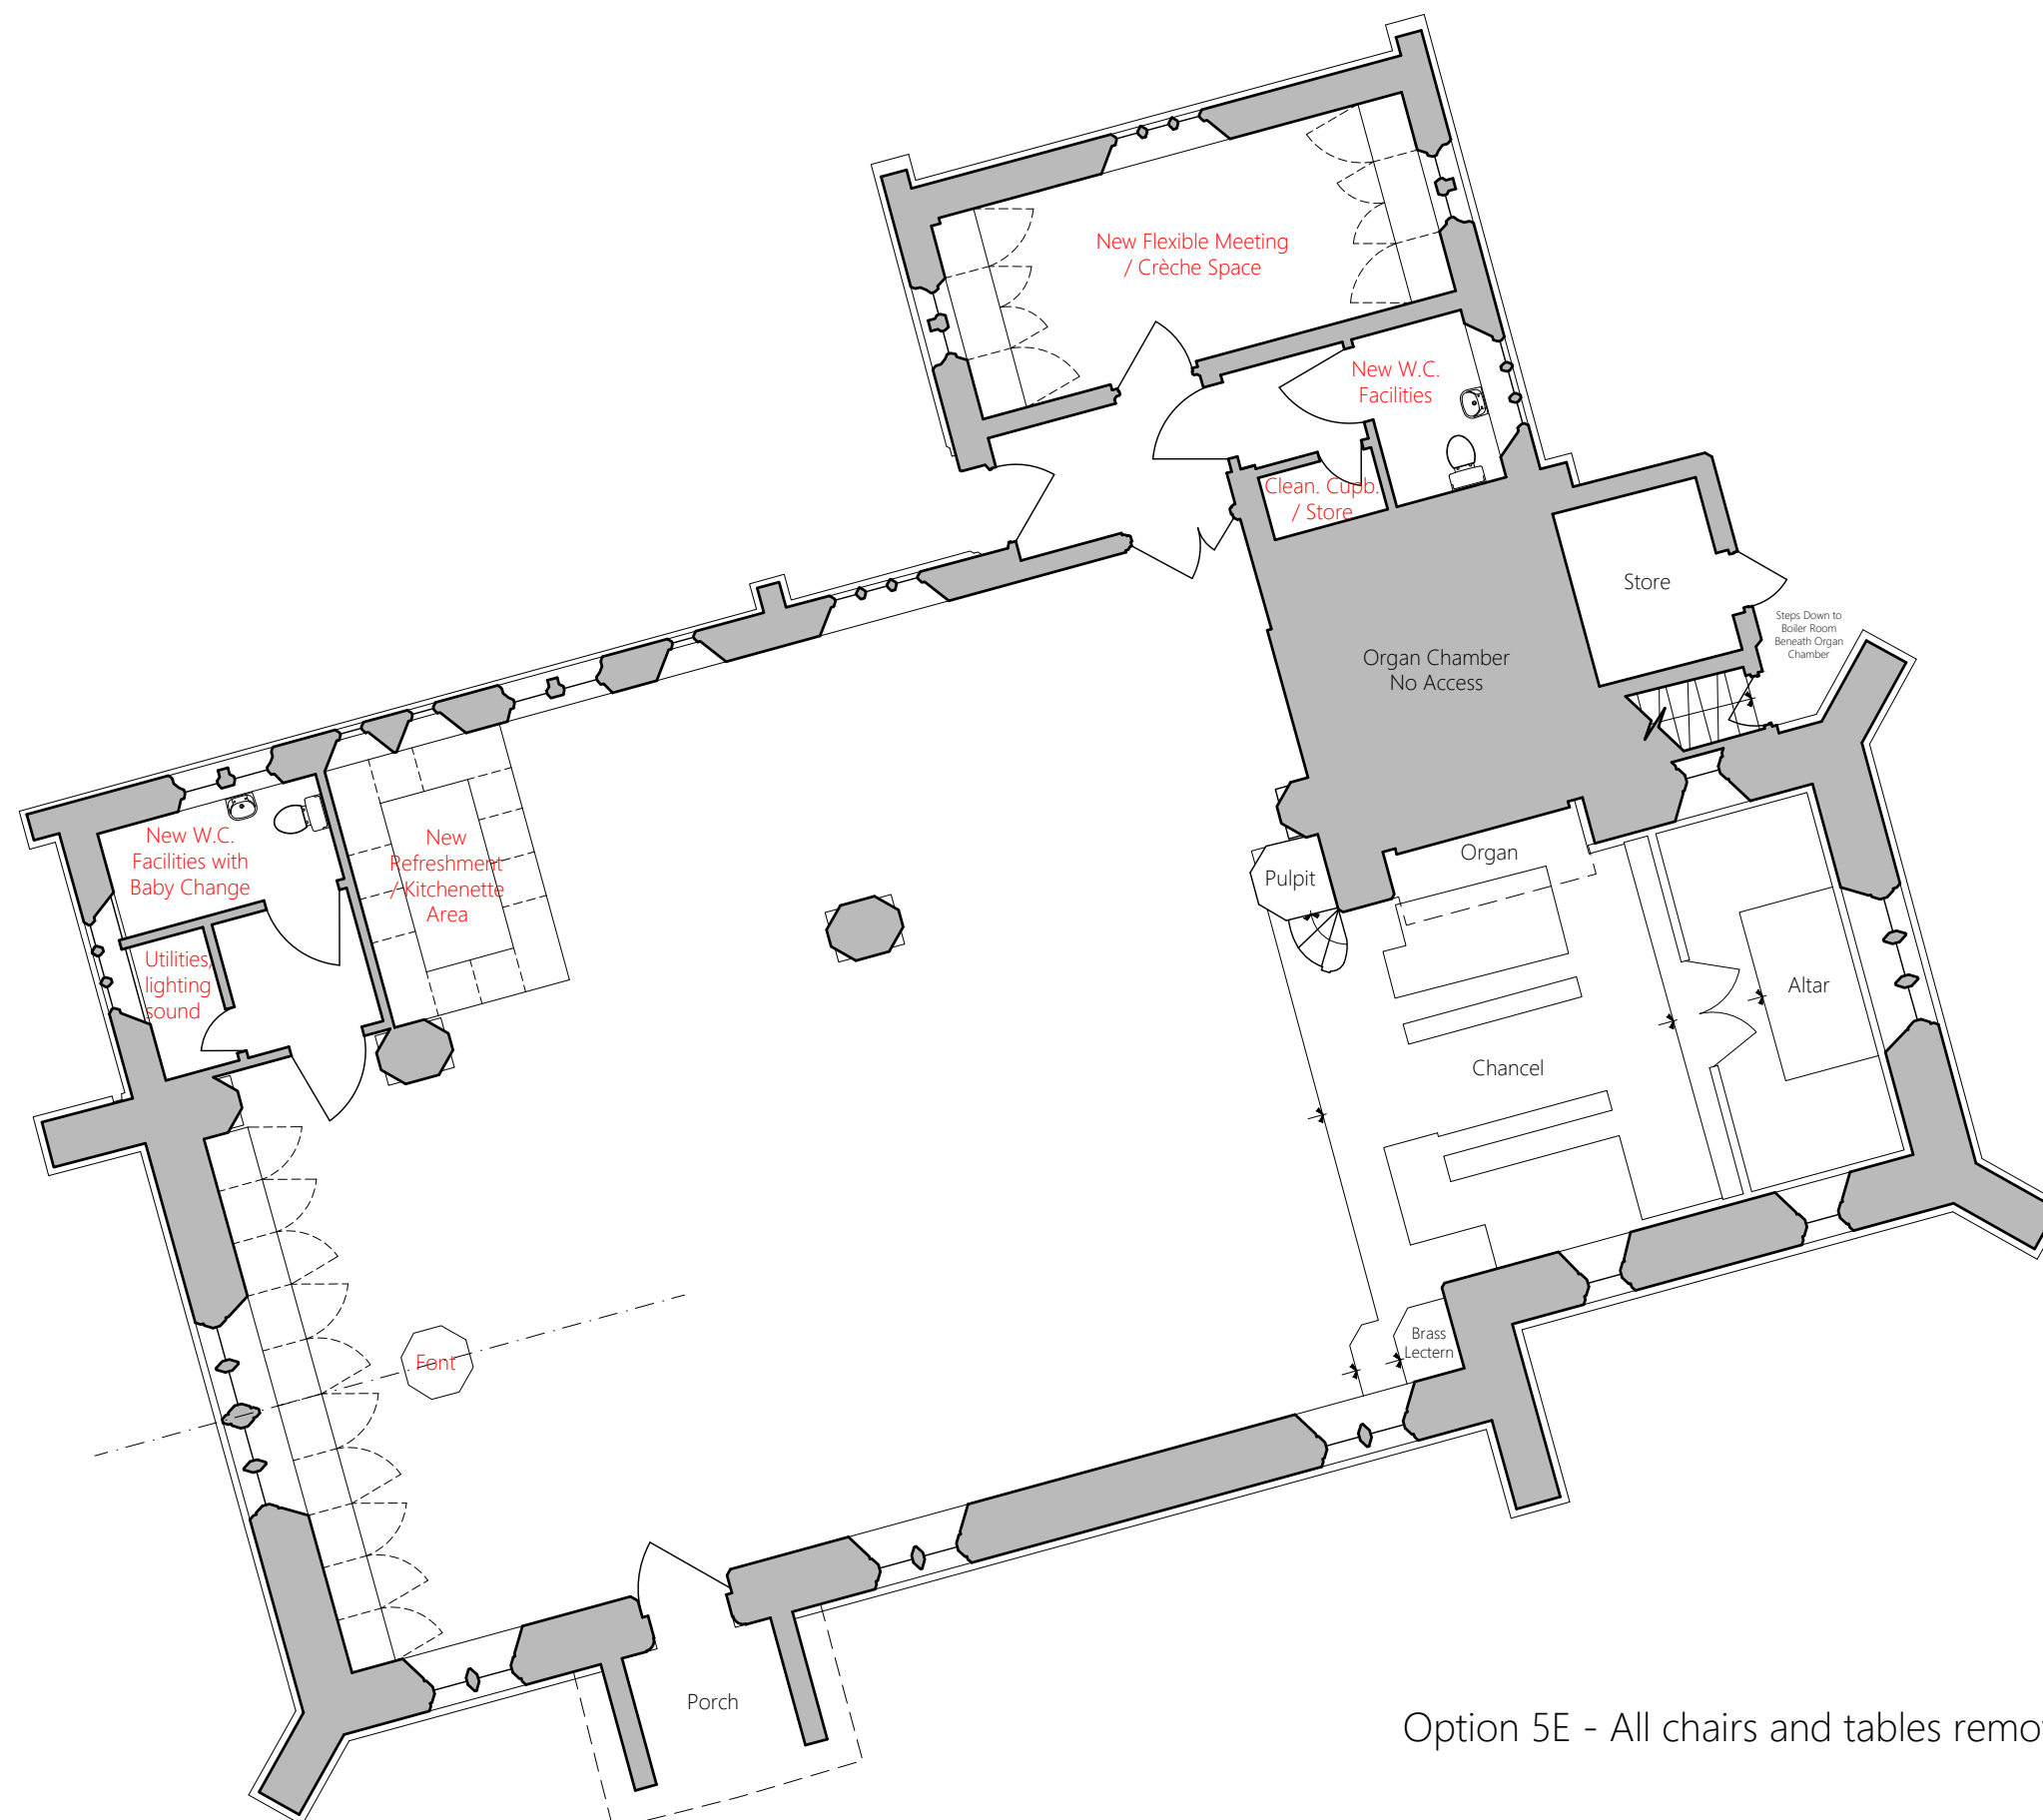 New Flexible Meeting
/ Crèche Space
New W.C.
Facilities
Clean. Cupb.
/ Store
Store
Steps Down to
Boiler Room
Beneath Organ
Chamber
Organ Chamber
No Access
New W.C.
Facilities with
Baby Change
New
Refreshment
/ Kitchenette
Area
Utilities,
lighting
sound
Organ
Pulpit
Altar
Chancel
Brass
Lectern
Font
Porch
Option 5E - All chairs and tables remo